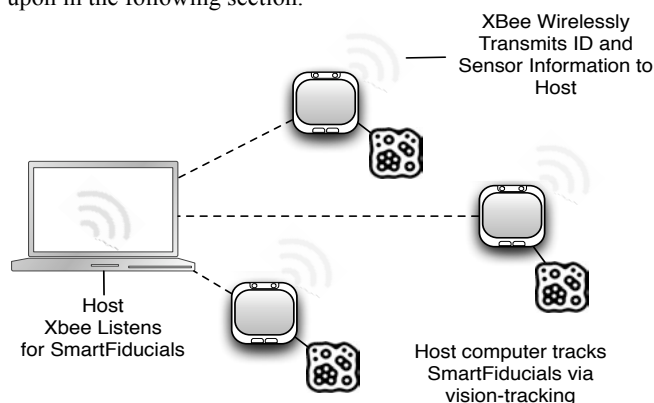 upon in the following section.
XBee Wirelessly
Transmits ID and
Sensor Information to
Host
Host
Xbee Listens
for SmartFiducials
Host computer tracks
SmartFiducials via
vision-tracking